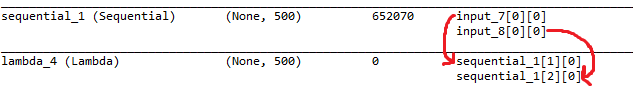 sequential_1 (Sequential) (None, 500) 652070 input_7[0][0]
input_8[0][0]
lambda_4 (Lambda) (None, 500) 0 sequential_1[1][0]
sequential_1[2][0]